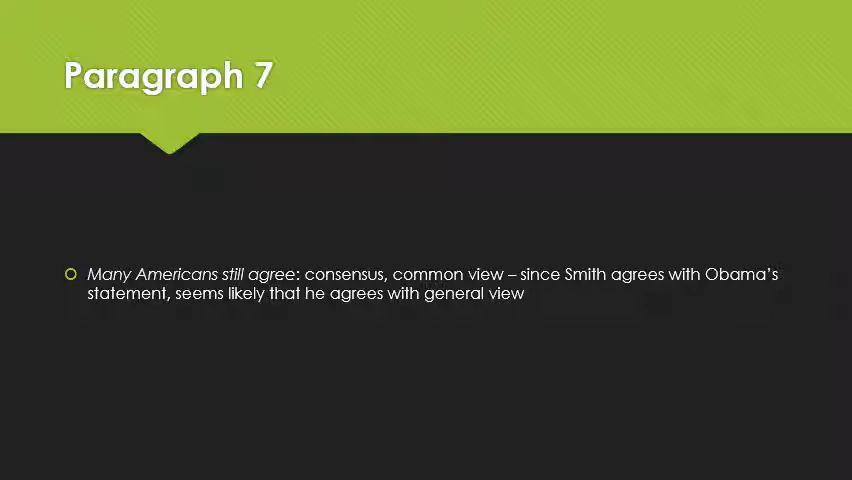 Paragraph 7
Many Americans still agree: consensus, common view – since Smith agrees with Obama’s
statement, seems likely that he agrees with general view